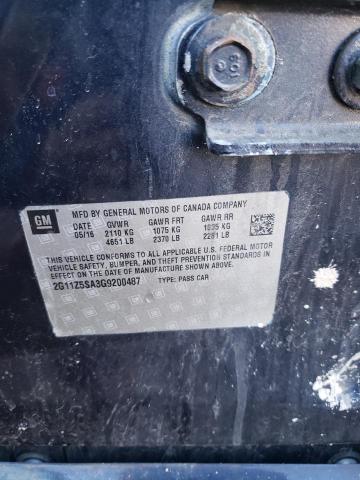 GM
MFD BY GENERAL MOTORS OF CANADA COMPANY
DATE GVWR GAWR FRT GAWR RR
05/16 2110 KG 1075 KG 1035 KG
4651 LB 2370 LB 2281 LB
THIS VEHICLE CONFORMS TO ALL APPLICABLE U.S. FEDERAL MOTOR
VEHICLE SAFETY, BUMPER, AND THEFT PREVENTION STANDARDS
IN EFFECT ON THE DATE OF MANUFACTURE SHOWN ABOVE.
2G11Z5SA3G9200487 TYPE: PASS CAR